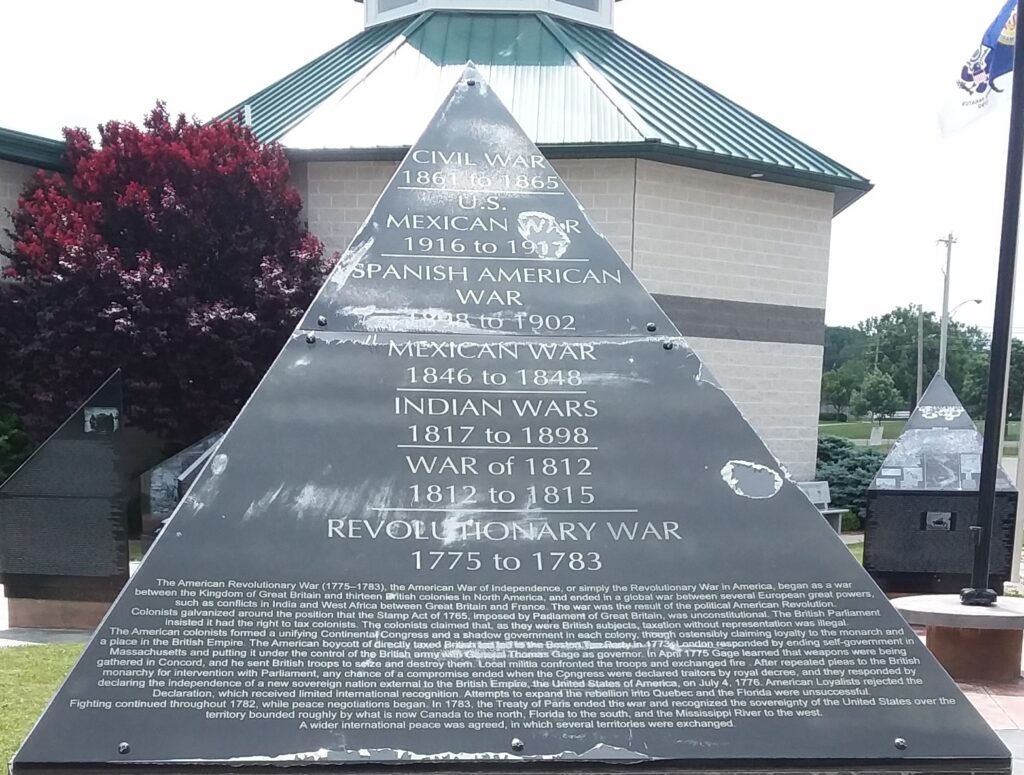 CIVIL WAR
1861 to 1865
U.S.
MEXICAN WAR
1916 to 1917
SPANISH AMERICAN
WAR
1898 to 1902
MEXICAN WAR
1846 to 1848
INDIAN WARS
1817 to 1898
WAR of 1812
1812 to 1815
REVOLUTIONARY WAR
1775 to 1783
The American Revolutionary War (1775–1783), the American War of Independence, or simply the Revolutionary War in America, began as a war
between the Kingdom of Great Britain and thirteen British colonies in North America, and ended in a global war between several European great powers,
such as conflicts in India and West Africa between Great Britain and France. The war was the result of the political American Revolution.
Colonists galvanized around the position that the Stamp Act of 1765, imposed by Parliament of Great Britain, was unconstitutional. The British Parliament
insisted it had the right to tax colonists. The colonists claimed that, as they were British subjects, taxation without representation was illegal.
The American colonists formed a unifying Continental Congress and a shadow government in each colony, though ostensibly claiming loyalty to the monarch and
a place in the British Empire. The American boycott of directly taxed British tea led to the Boston Tea Party in 1773. London responded by ending self-government in
Massachusetts and putting it under the control of the British army with General Thomas Gage as governor. In April 1775 Gage learned that weapons were being
gathered in Concord, and he sent British troops to seize and destroy them. Local militia confronted the troops and exchanged fire . After repeated pleas to the British
monarchy for intervention with Parliament, any chance of a compromise ended when the Congress were declared traitors by royal decree, and they responded by
declaring the independence of a new sovereign nation external to the British Empire, the United States of America, on July 4, 1776. American Loyalists rejected the
Declaration, which received limited international recognition. Attempts to expand the rebellion into Quebec and the Florida were unsuccessful.
Fighting continued throughout 1782, while peace negotiations began. In 1783, the Treaty of Paris ended the war and recognized the sovereignty of the United States over the
territory bounded roughly by what is now Canada to the north, Florida to the south, and the Mississippi River to the west.
A wider international peace was agreed, in which several territories were exchanged.